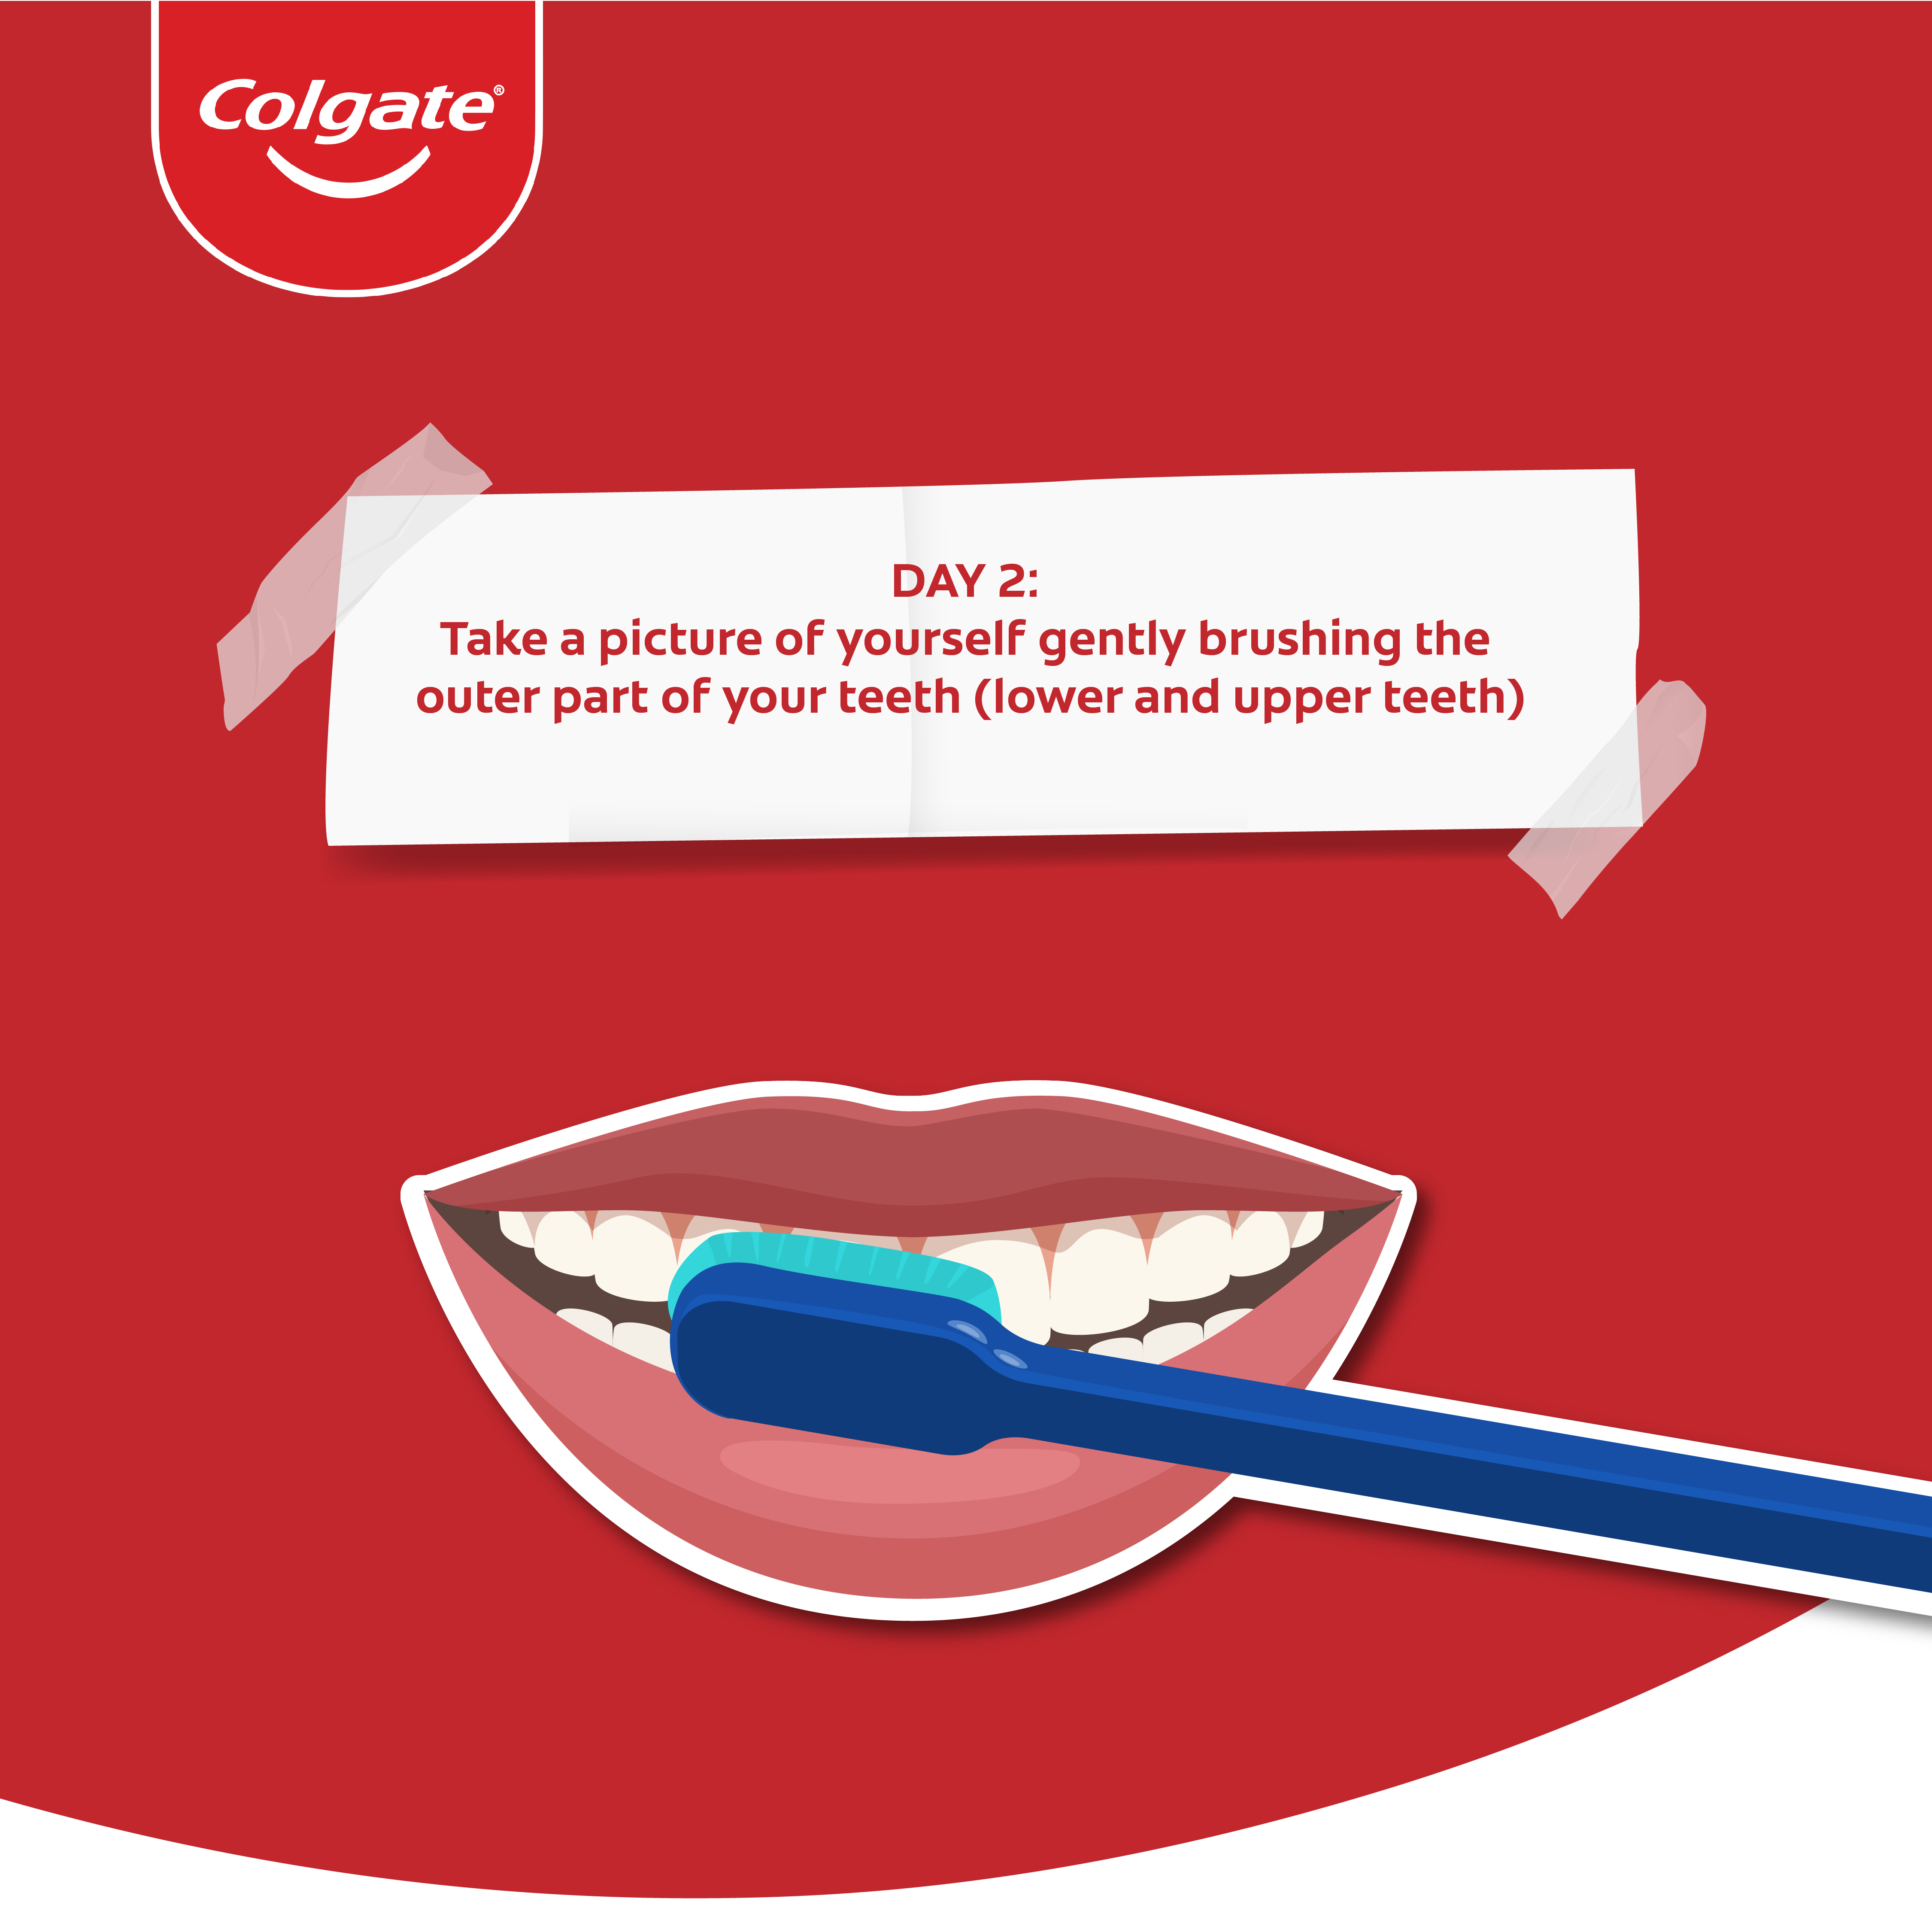 Colgate®
DAY 2:
Take a picture of yourself gently brushing the
outer part of your teeth (lower and upper teeth)